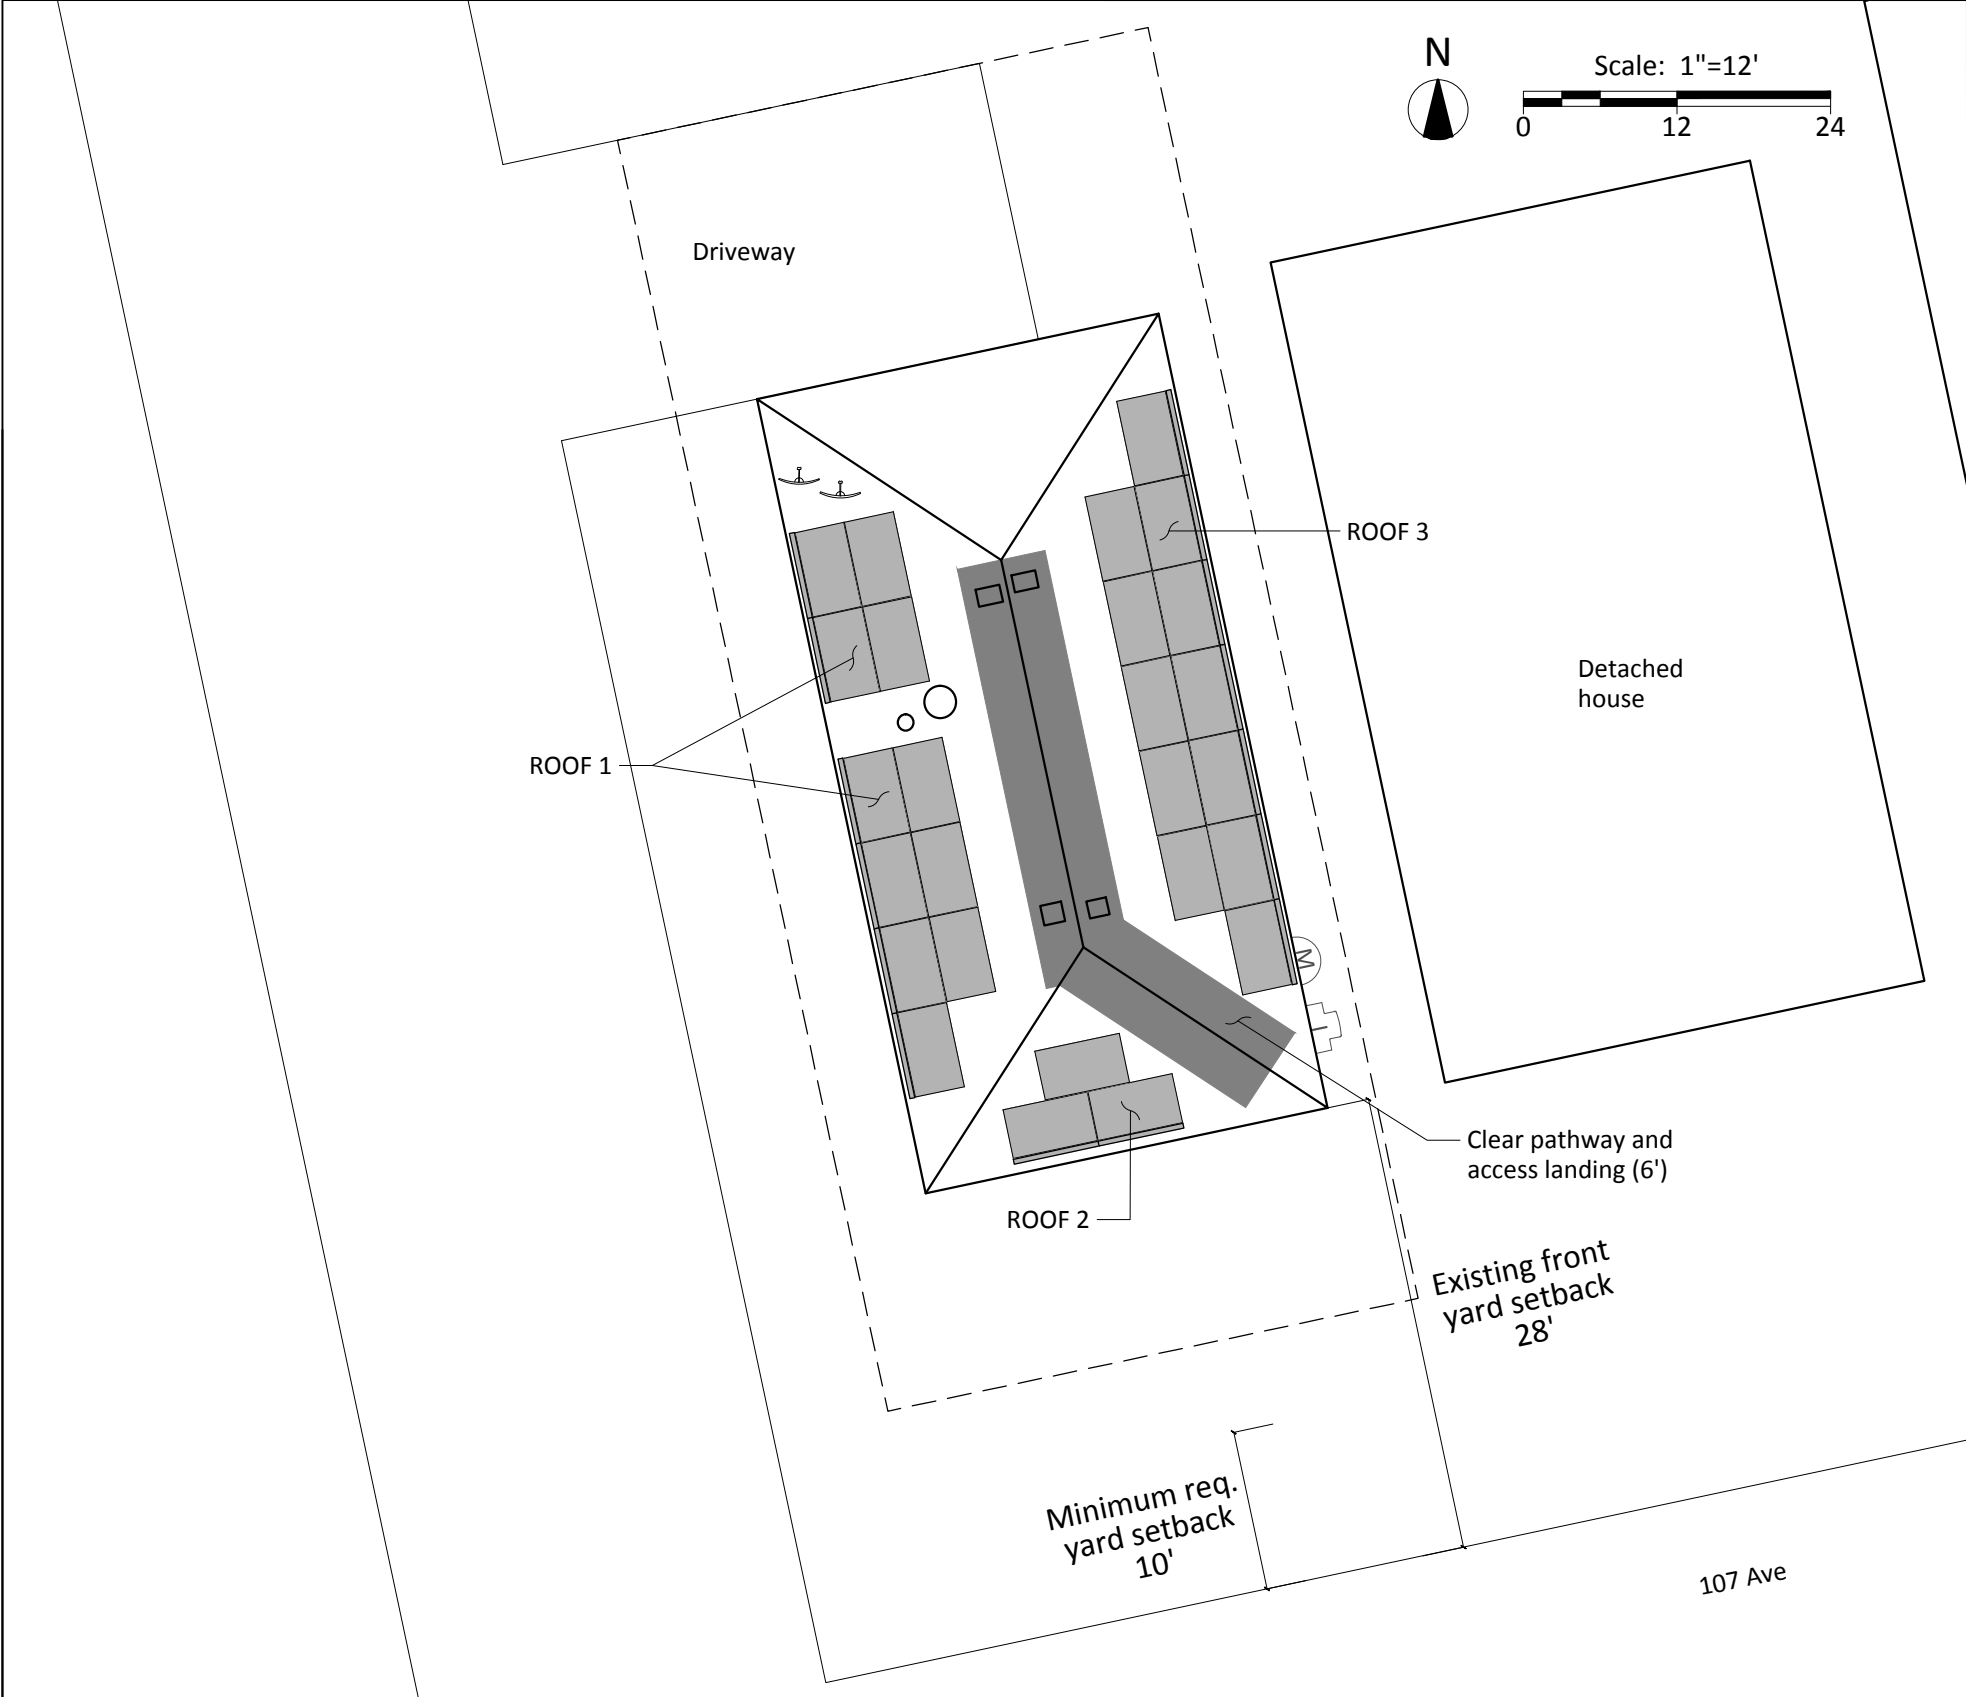 N
Scale: 1"=12'
0 12 24
Driveway
ROOF 3
Detached
house
ROOF 1
M
I
Clear pathway and
access landing (6')
ROOF 2
Existing front
yard setback
28'
Minimum req.
yard setback
10'
107 Ave